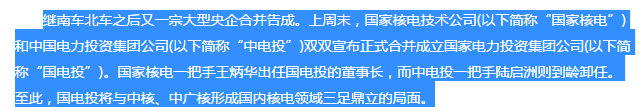 继南车北车之后又一宗大型央企合并告成。上周末，国家核电技术公司(以下简称“国家核电”)
和中国电力投资集团公司(以下简称“中电投”)双双宣布正式合并成立国家电力投资集团公司(以下简
称“国电投”)。国家核电一把手王炳华出任国电投的董事长，而中电投一把手陆启洲则到龄卸任。
至此，国电投将与中核、中广核形成国内核电领域三足鼎立的局面。